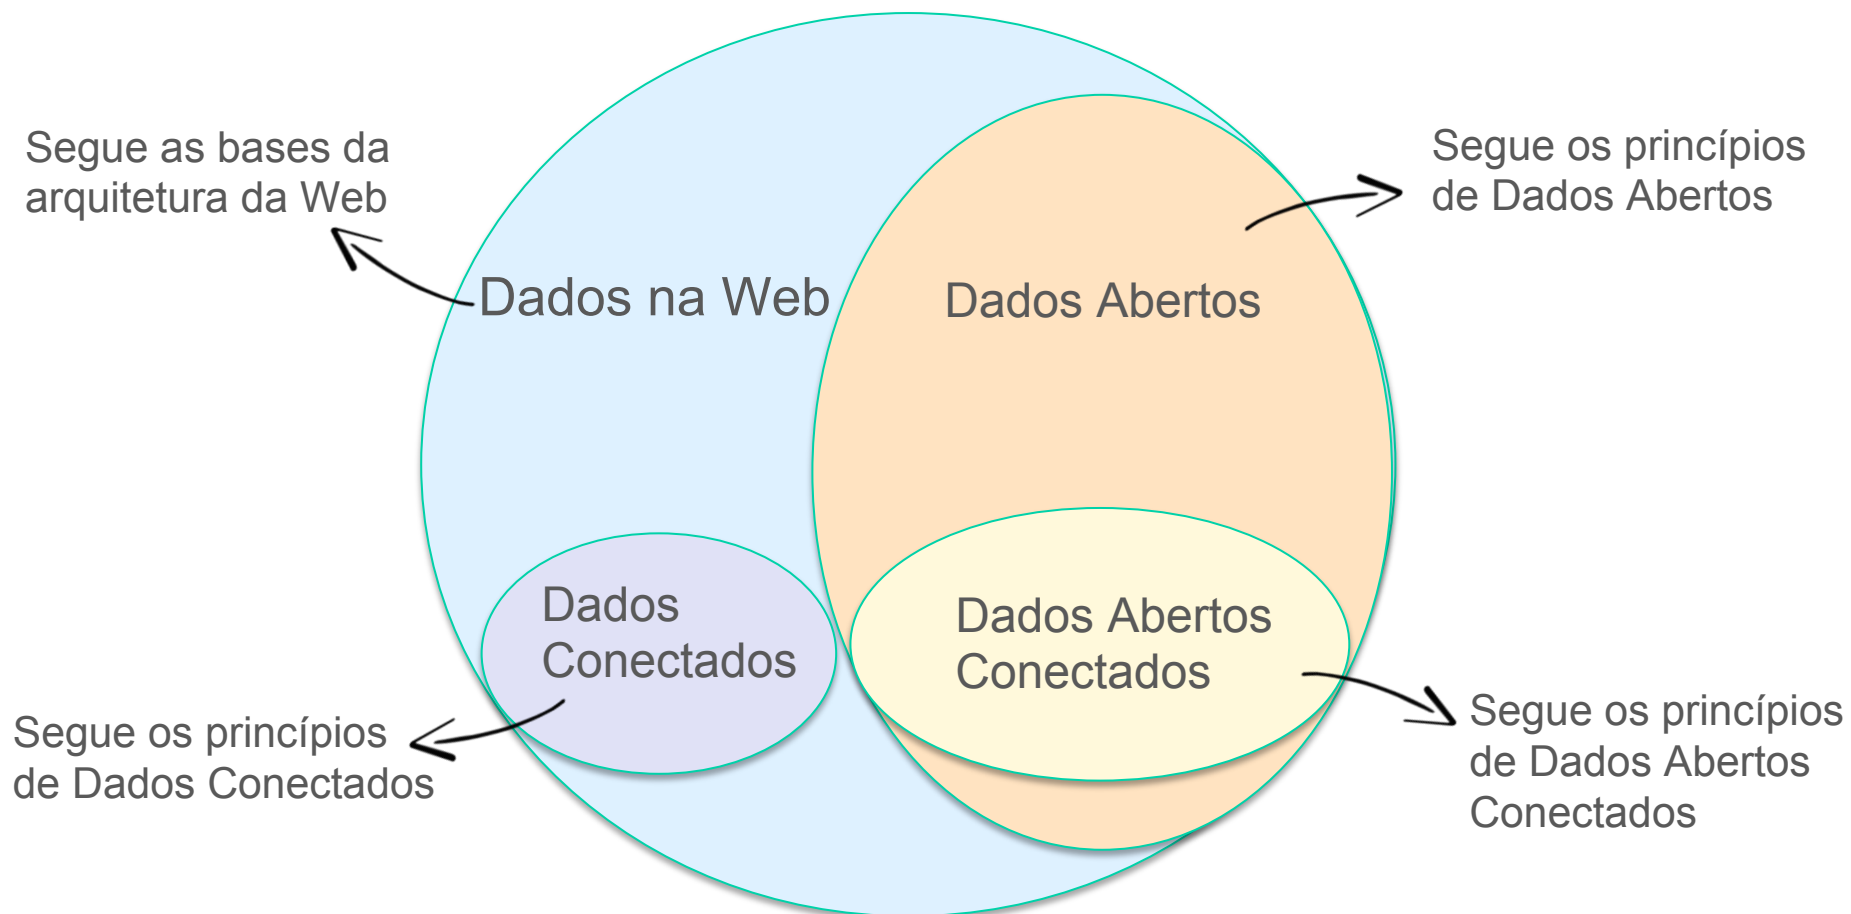 Segue as bases da
arquitetura da Web
Segue os princípios
de Dados Abertos
Dados na Web
Dados Abertos
Dados
Conectados
Dados Abertos
Conectados
Segue os princípios
de Dados Conectados
Segue os princípios
de Dados Abertos
Conectados